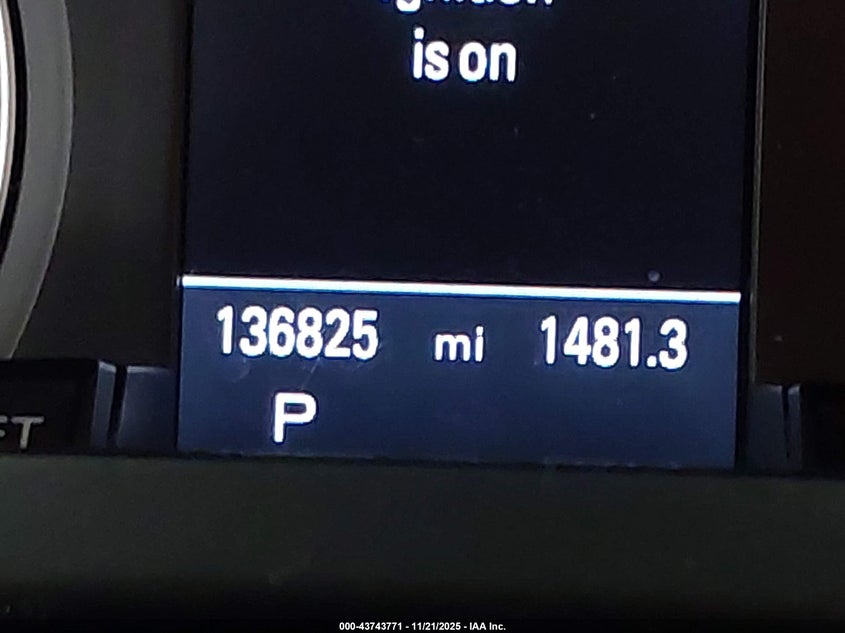 is on
136825 mi 1481.3
P
000-43743771 - 11/21/2025 - IAA Inc.